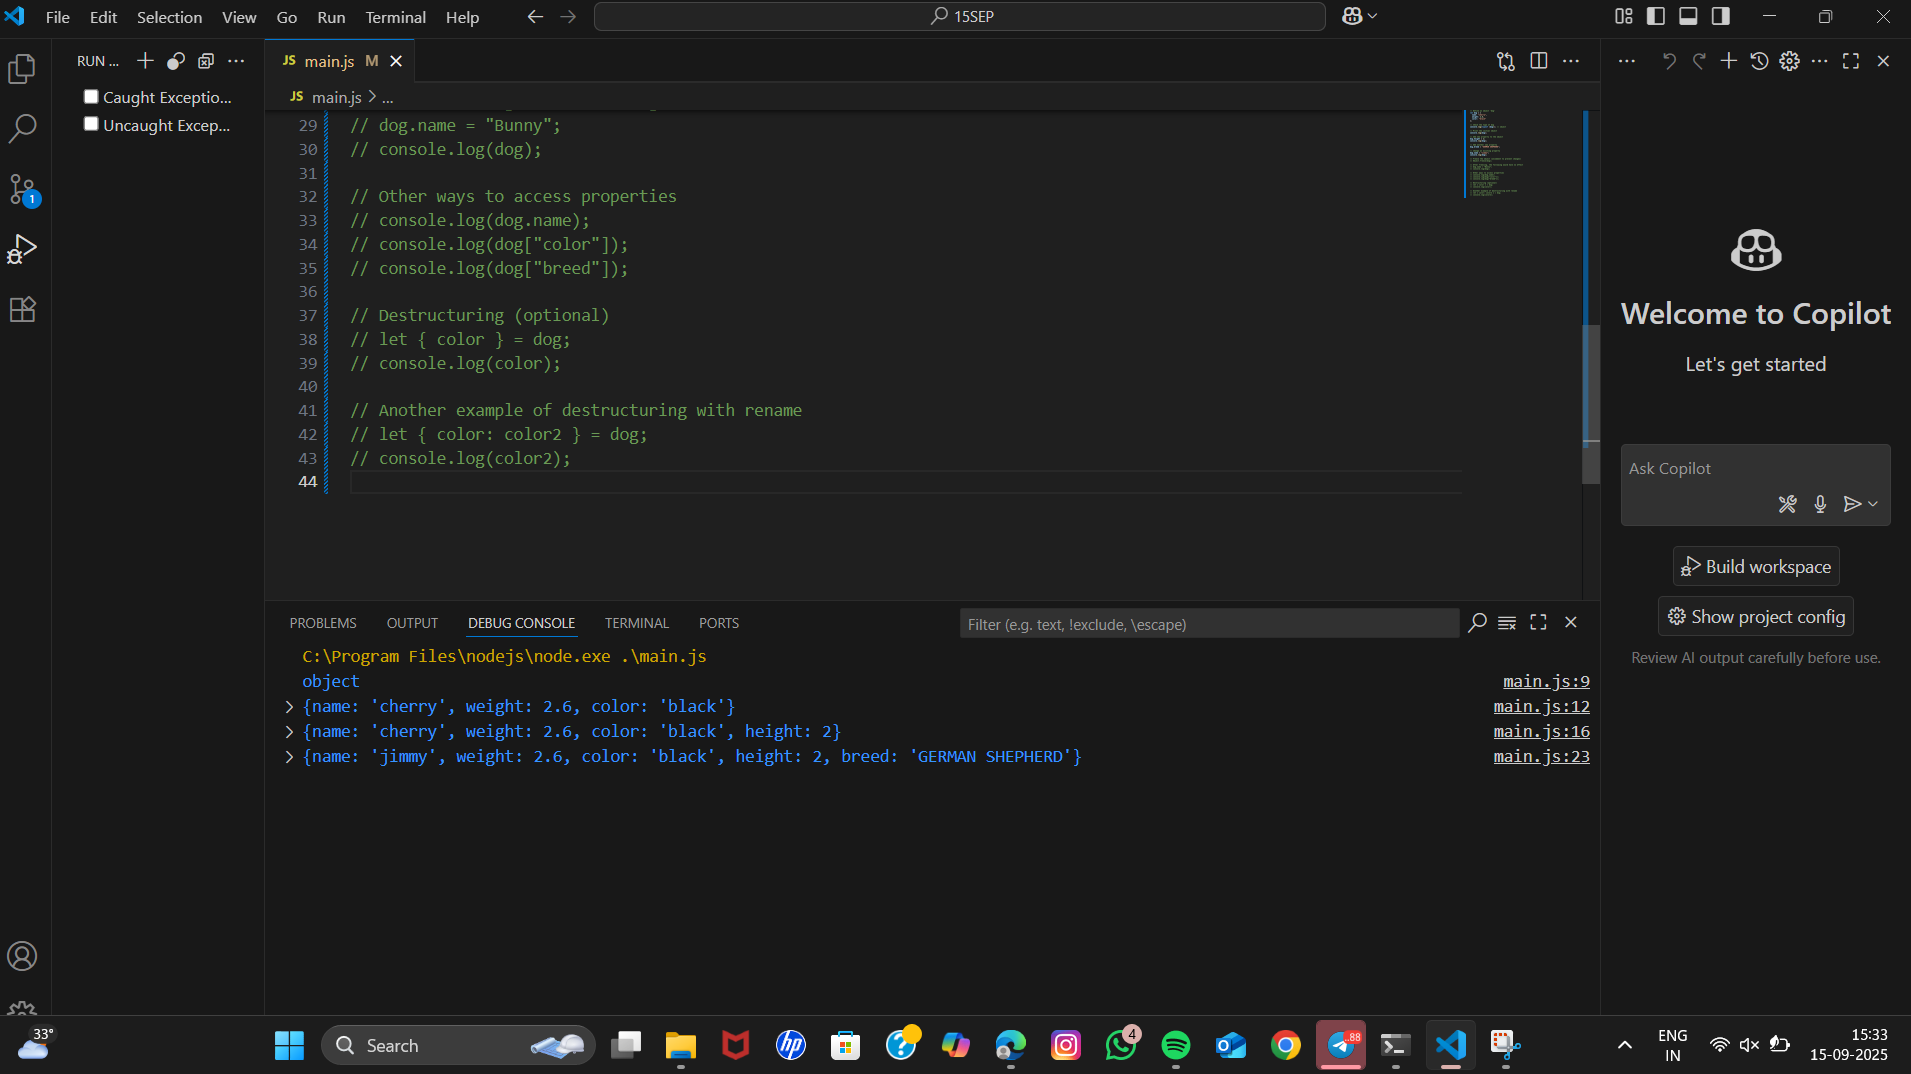 File Edit Selection View Go Run Terminal Help
15SEP
RUN ...
JS main.js M
Caught Exceptio...
Uncaught Excep...
JS main.js > ...
29 // dog.name = "Bunny";
30 // console.log(dog);
31
32 // Other ways to access properties
33 // console.log(dog.name);
34 // console.log(dog["color"]);
35 // console.log(dog["breed"]);
36
37 // Destructuring (optional)
38 // let { color } = dog;
39 // console.log(color);
40
41 // Another example of destructuring with rename
42 // let { color: color2 } = dog;
43 // console.log(color2);
44
1
Welcome to Copilot
Let's get started
Ask Copilot
Build workspace
Show project config
Review AI output carefully before use.
PROBLEMS OUTPUT DEBUG CONSOLE TERMINAL PORTS
Filter (e.g. text, !exclude, \escape)
C:\Program Files\nodejs\node.exe .\main.js
object main.js:9
{name: 'cherry', weight: 2.6, color: 'black'} main.js:12
{name: 'cherry', weight: 2.6, color: 'black', height: 2} main.js:16
{name: 'jimmy', weight: 2.6, color: 'black', height: 2, breed: 'GERMAN SHEPHERD'} main.js:23
33°
Search
hp
4
..88
ENG
IN
15:33
15-09-2025